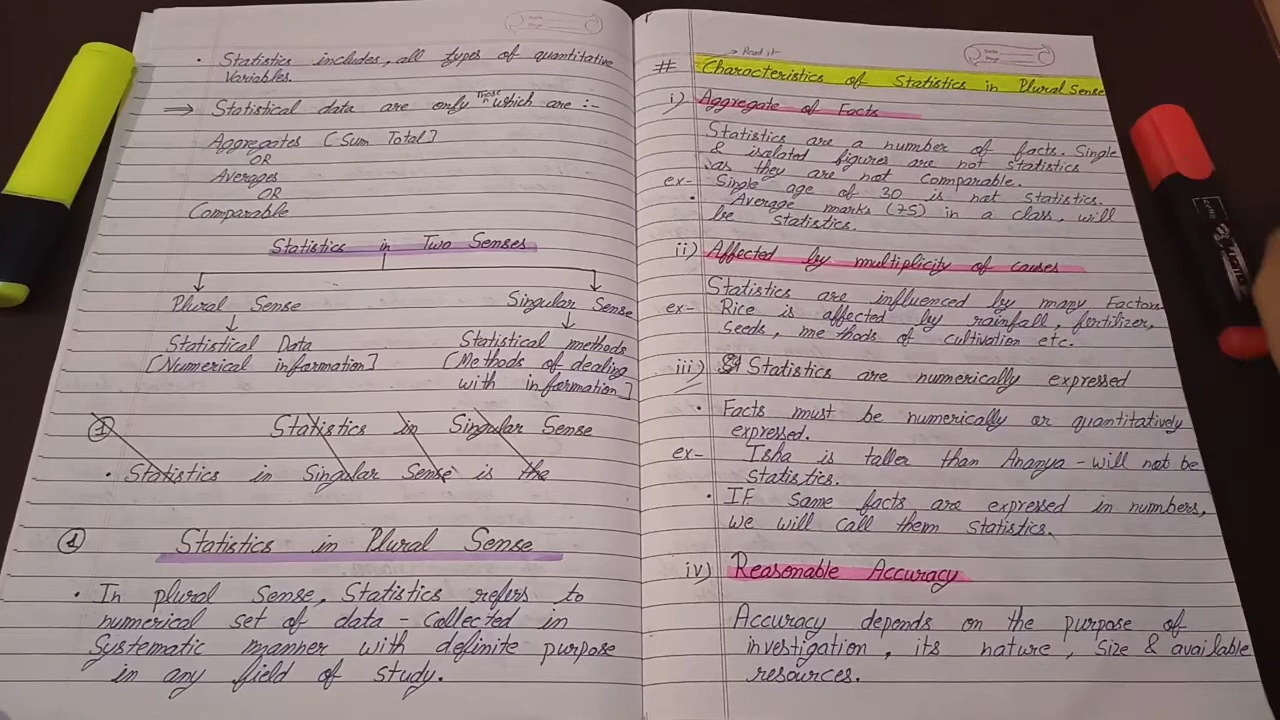 • Statistics includes, all types of quantitative
Variables.
⇒ Statistical data are only those which are :-
Aggregates [Sum Total]
OR
Averages
OR
Comparable
Statistics in Two Senses
Plural Sense
Singular Sense
Statistical Data
[Numerical information]
Statistical methods
[Methods of dealing
with information]
① Statistics in Singular Sense
• Statistics in Singular Sense is the
① Statistics in Plural Sense
• In plural Sense, Statistics refers to
numerical set of data - Collected in
Systematic manner with definite purpose
in any field of study.
→ Read it
# Characteristics of Statistics in Plural Sense
i) Aggregate of Facts
Statistics are a number of facts. Single
& isolated figures are not statistics
as they are not Comparable.
ex- Single age of 30 is not Statistics.
• Average marks (75) in a class, will
be statistics.
ii) Affected by multiplicity of causes
Statistics are influenced by many Factors
ex- Rice is affected by rainfall, fertilizer,
Seeds, methods of cultivation etc.
iii) Statistics are numerically expressed
• Facts must be numerically or quantitatively
expressed.
ex- Isha is taller than Ananya - will not be
Statistics.
• IF Same facts are expressed in numbers,
we will call them Statistics.
iv) Reasonable Accuracy
Accuracy depends on the purpose of
investigation, its nature, Size & available
resources.